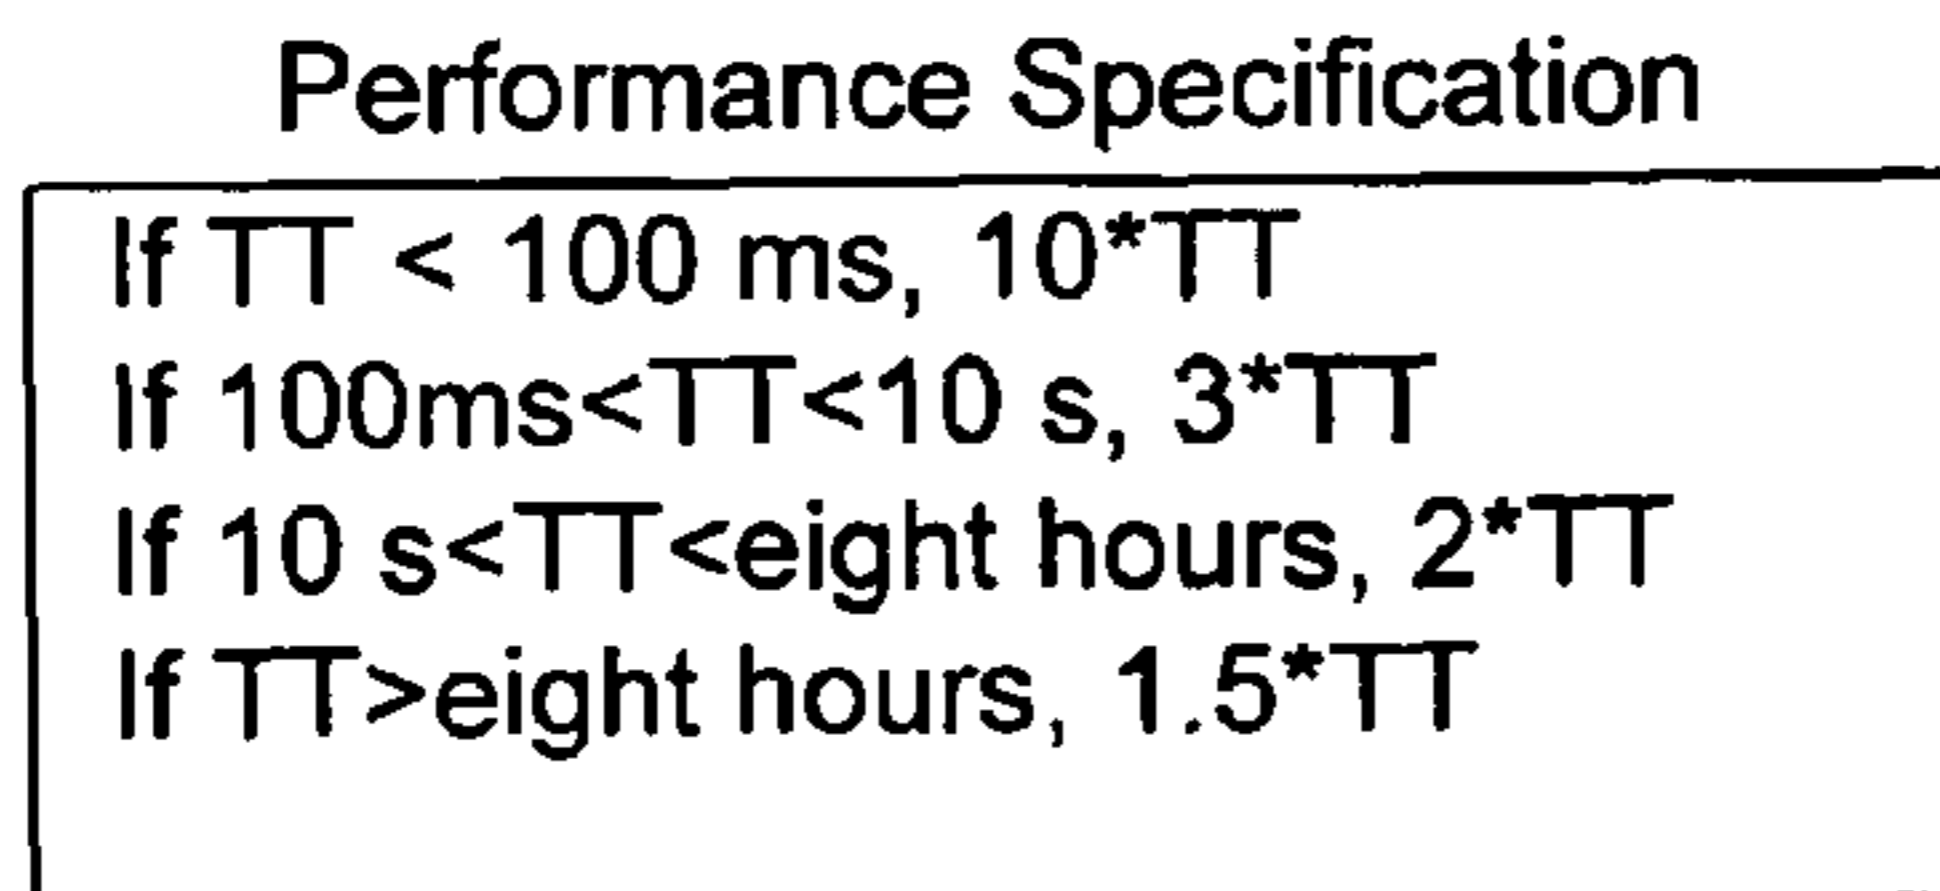 Performance Specification
If TT < 100 ms, 10*TT
If 100ms<TT<10 s, 3*TT
If 10 s<TT<eight hours, 2*TT
If TT>eight hours, 1.5*TT